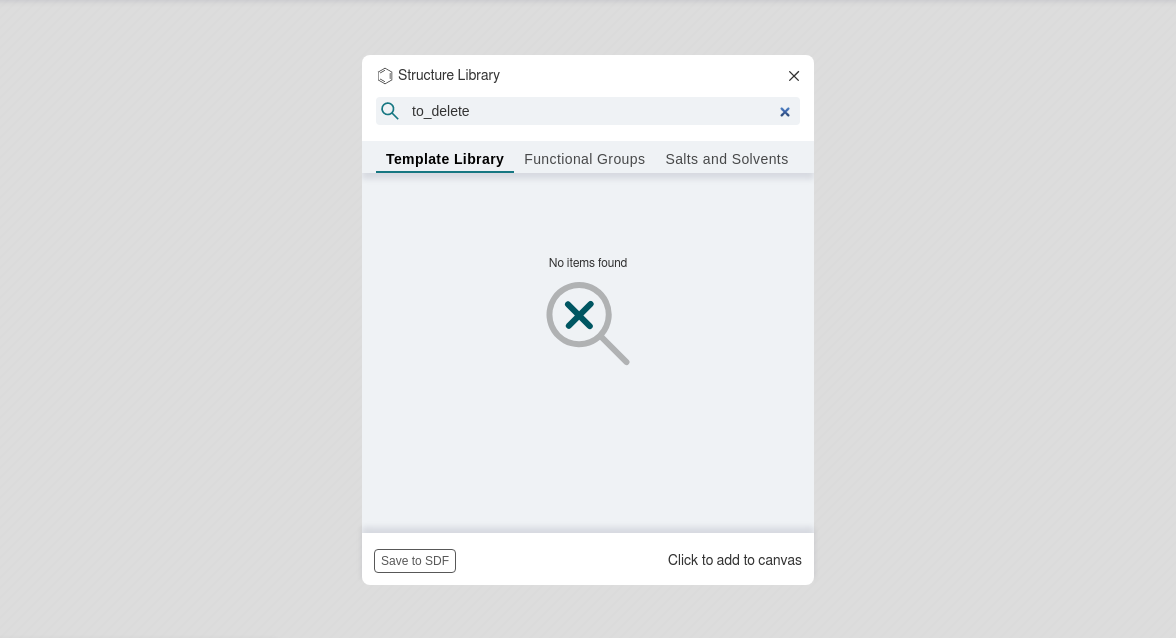 Structure Library
to_delete
Template Library Functional Groups Salts and Solvents
No items found
Save to SDF Click to add to canvas